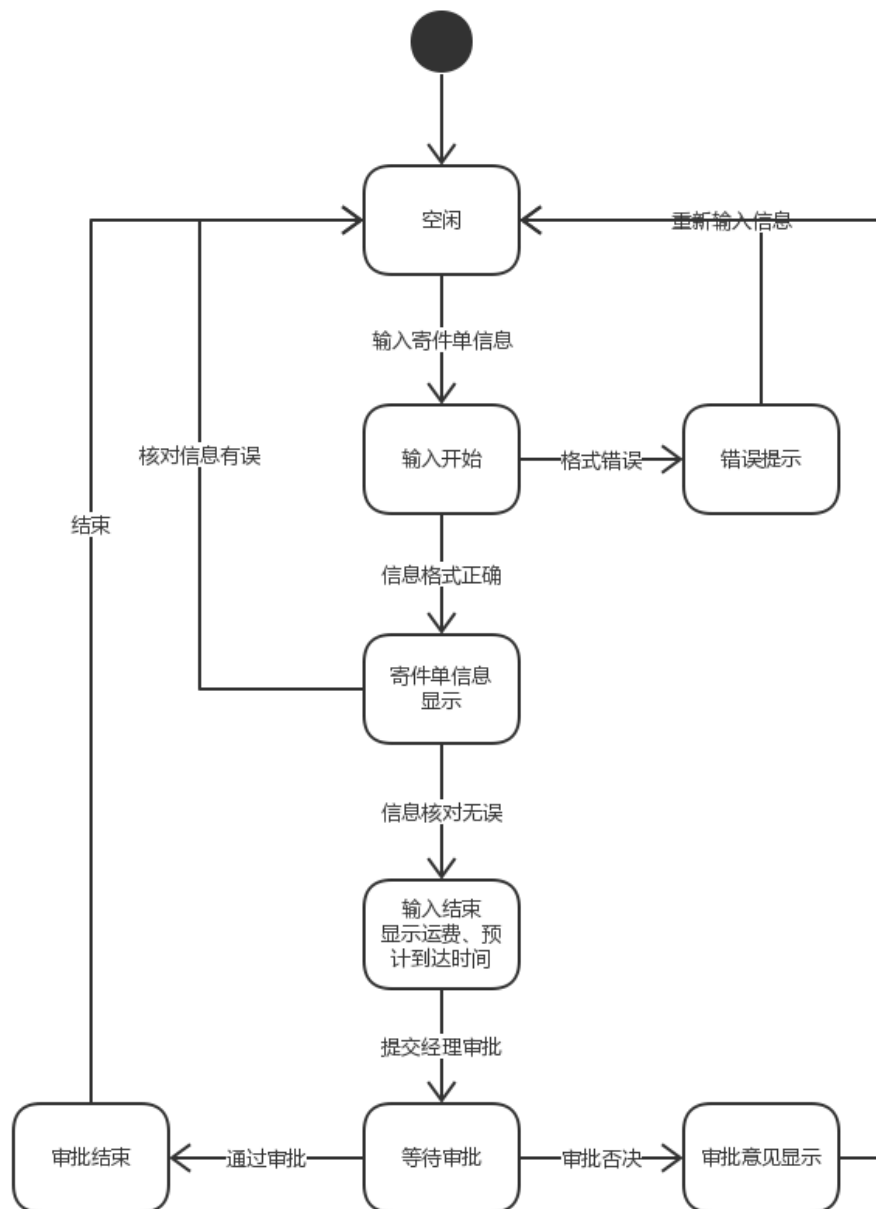 空闲
重新输入信息
输入寄件单信息
输入开始
格式错误
错误提示
核对信息有误
结束
信息格式正确
寄件单信息
显示
信息核对无误
输入结束
显示运费、预
计到达时间
提交经理审批
审批结束
通过审批
等待审批
审批否决
审批意见显示